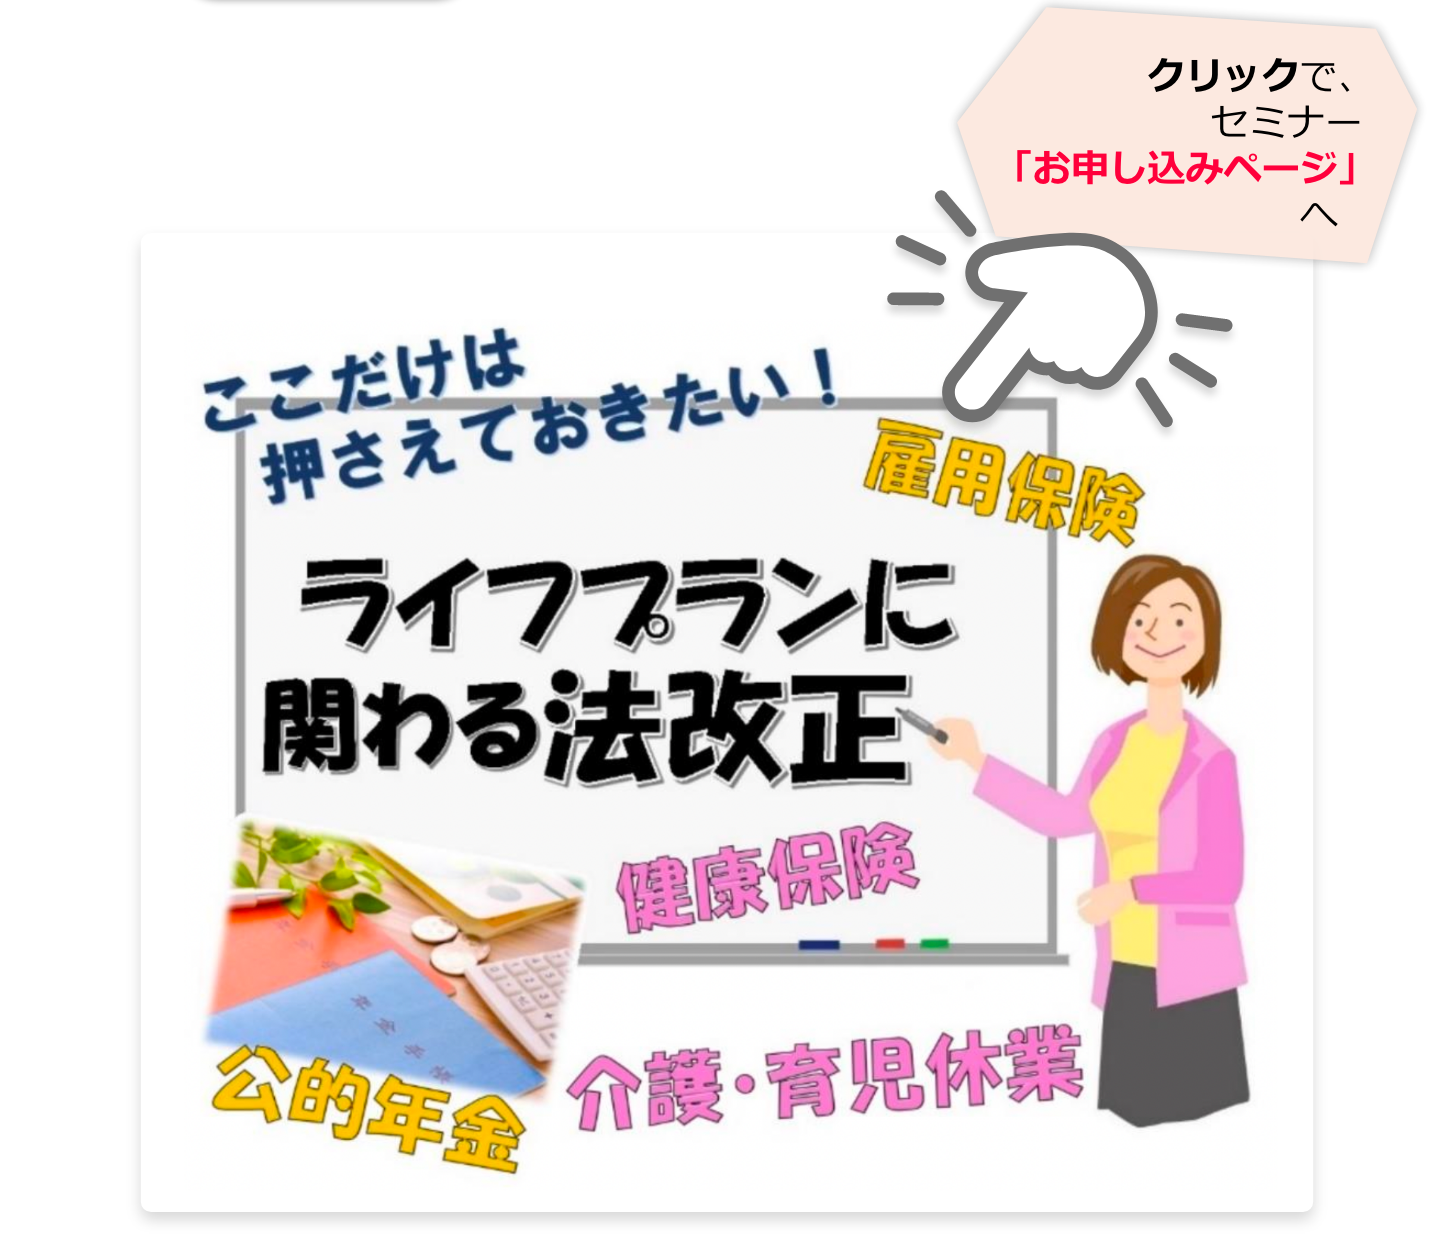 クリックで、
セミナー
「お申し込みページ」
へ
ここだけは
押さえておきたい！
雇用保険
ライフプランに
関わる法改正
健康保険
公的年金
介護・育児休業